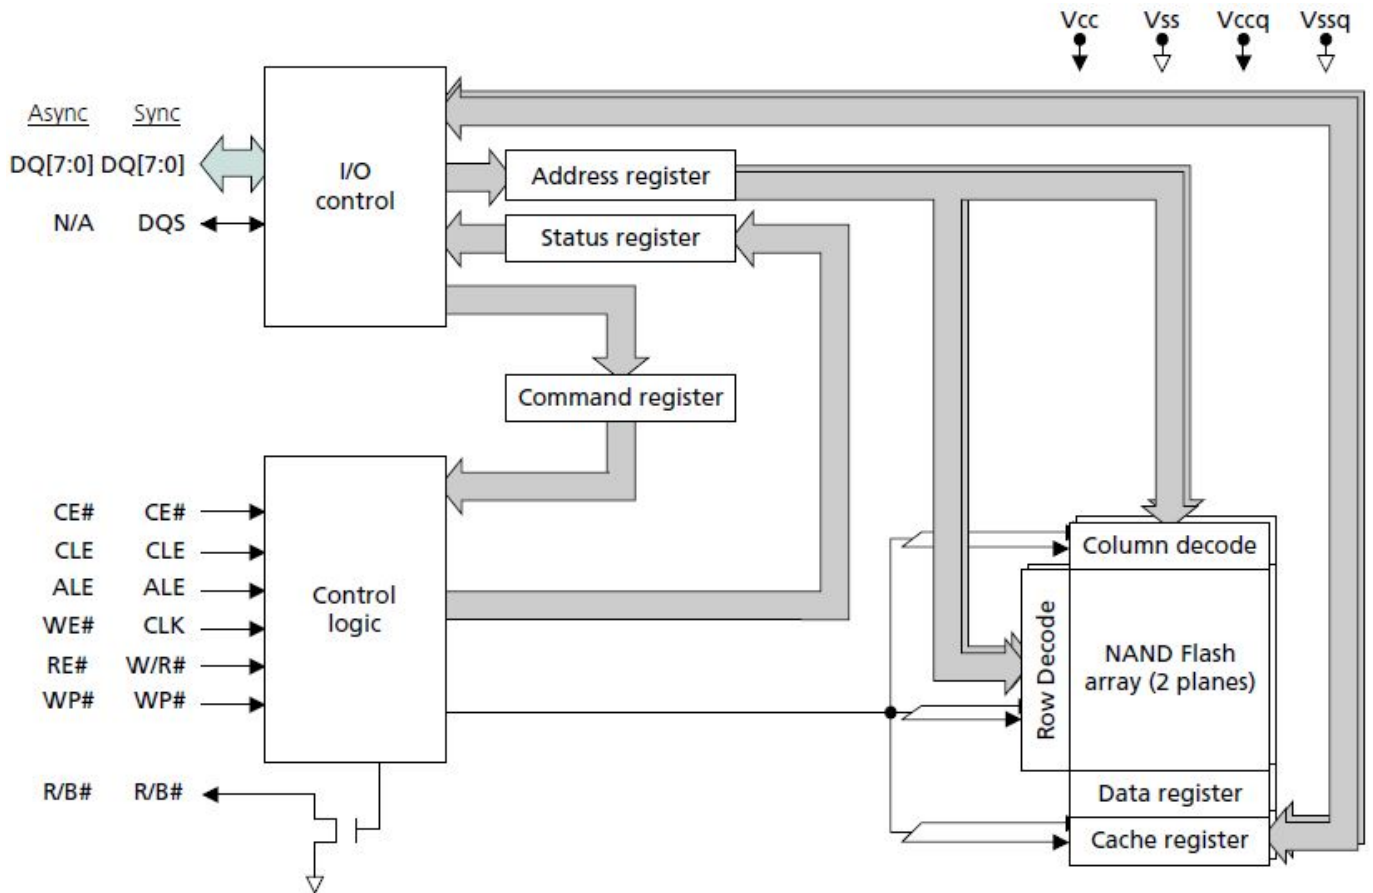 Vcc Vss Vccq Vssq
Async Sync
DQ[7:0] DQ[7:0]
N/A DQS
I/O
control
Address register
Status register
Command register
CE# CE#
CLE CLE
ALE ALE
WE# CLK
RE# W/R#
WP# WP#
R/B# R/B#
Control
logic
Column decode
Row Decode
NAND Flash
array (2 planes)
Data register
Cache register